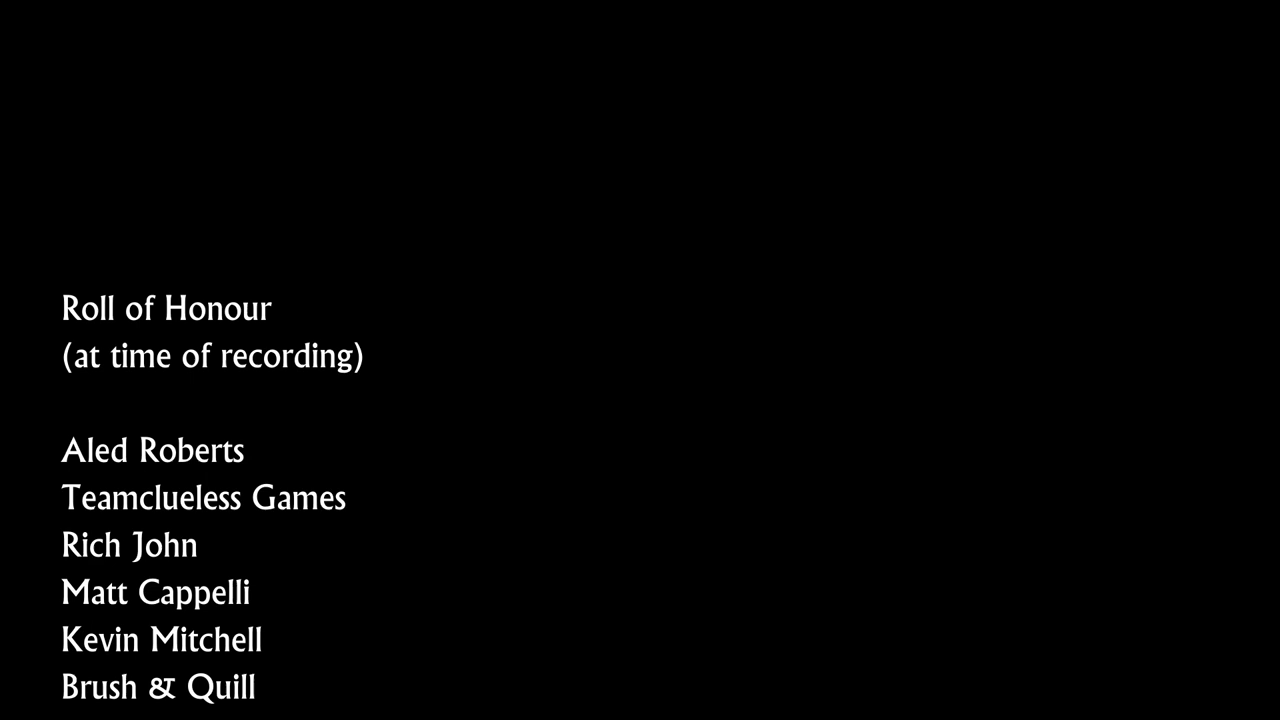 Roll of Honour
(at time of recording)
Aled Roberts
Teamclueless Games
Rich John
Matt Cappelli
Kevin Mitchell
Brush & Quill